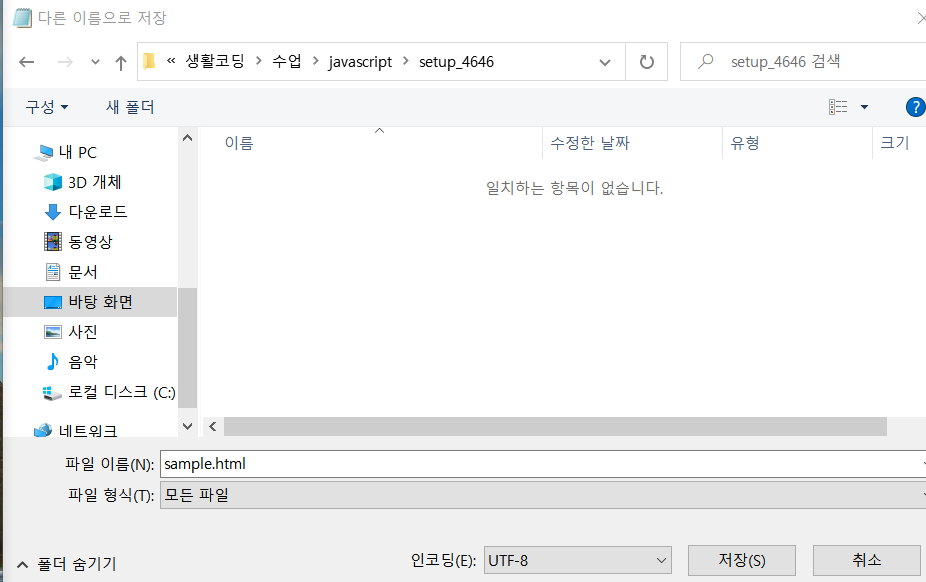 다른 이름으로 저장
« 생활코딩 > 수업 > javascript > setup_4646
setup_4646 검색
구성 새 폴더
이름 수정한 날짜 유형 크기
일치하는 항목이 없습니다.
내 PC
3D 개체
다운로드
동영상
문서
바탕 화면
사진
음악
로컬 디스크 (C:)
네트워크
파일 이름(N): sample.html
파일 형식(T): 모든 파일
폴더 숨기기 인코딩(E): UTF-8 저장(S) 취소